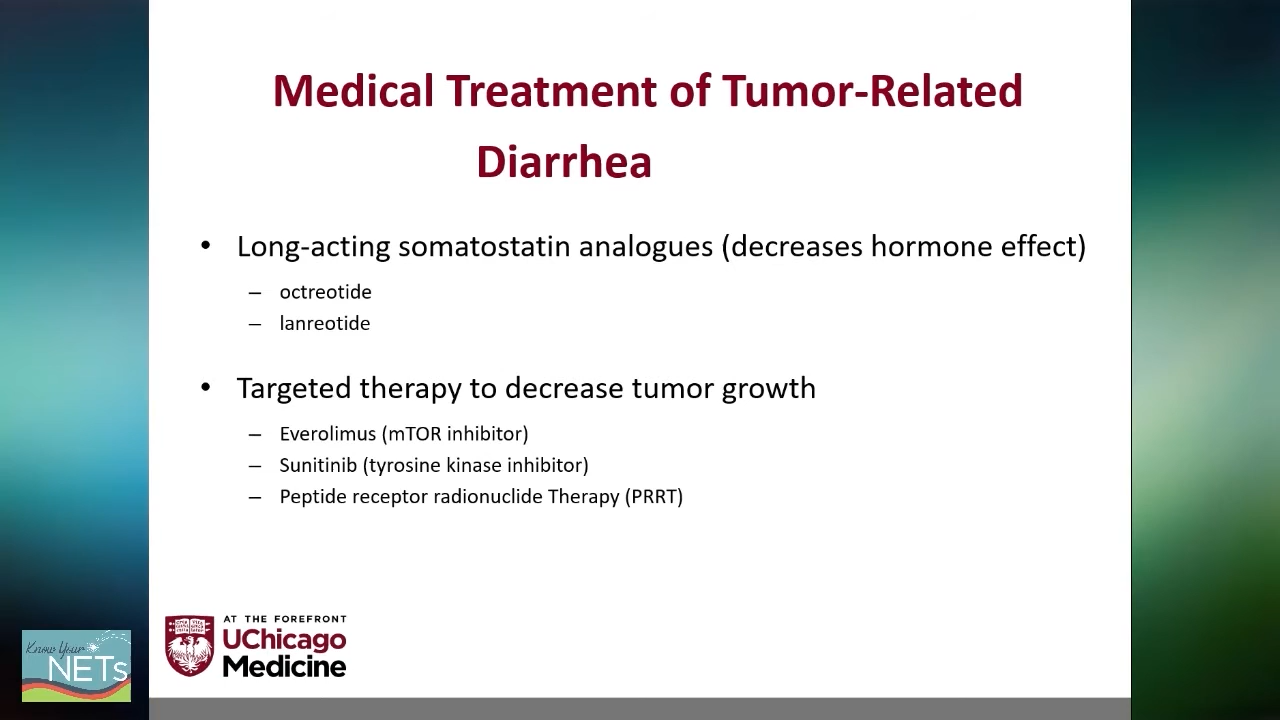 Medical Treatment of Tumor-Related
Diarrhea
• Long-acting somatostatin analogues (decreases hormone effect)
– octreotide
– lanreotide
• Targeted therapy to decrease tumor growth
– Everolimus (mTOR inhibitor)
– Sunitinib (tyrosine kinase inhibitor)
– Peptide receptor radionuclide Therapy (PRRT)
AT THE FOREFRONT
UChicago
Medicine
Know Your
NETs